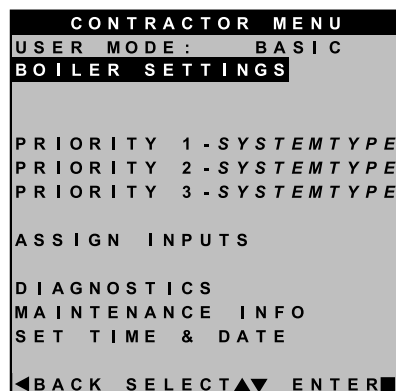 CONTRACTOR MENU
USER MODE: BASIC
BOILER SETTINGS
PRIORITY 1-SYSTEMTYPE
PRIORITY 2-SYSTEMTYPE
PRIORITY 3-SYSTEMTYPE
ASSIGN INPUTS
DIAGNOSTICS
MAINTENANCE INFO
SET TIME & DATE
◀BACK SELECT▲▼ ENTER■